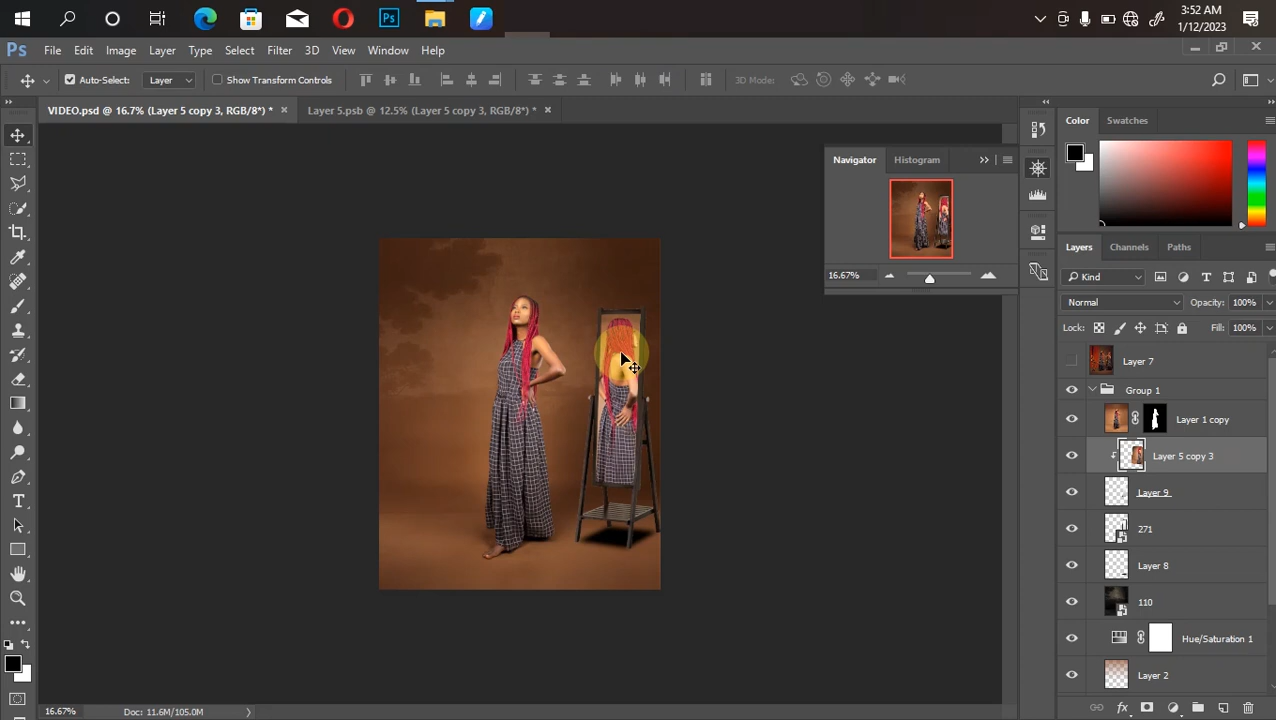 5:52 AM
1/12/2023
Ps
Ps File Edit Image Layer Type Select Filter 3D View Window Help
Auto-Select: Layer Show Transform Controls 3D Mode:
VIDEO.psd @ 16.7% (Layer 5 copy 3, RGB/8*) * Layer 5.psb @ 12.5% (Layer 5 copy 3, RGB/8*) *
Navigator Histogram
16.67%
Color Swatches
Layers Channels Paths
Kind
Normal Opacity: 100%
Lock: Fill: 100%
Layer 7
Group 1
Layer 1 copy
Layer 5 copy 3
Layer 9
271
Layer 8
110
Hue/Saturation 1
Layer 2
16.67% Doc: 11.6M/105.0M